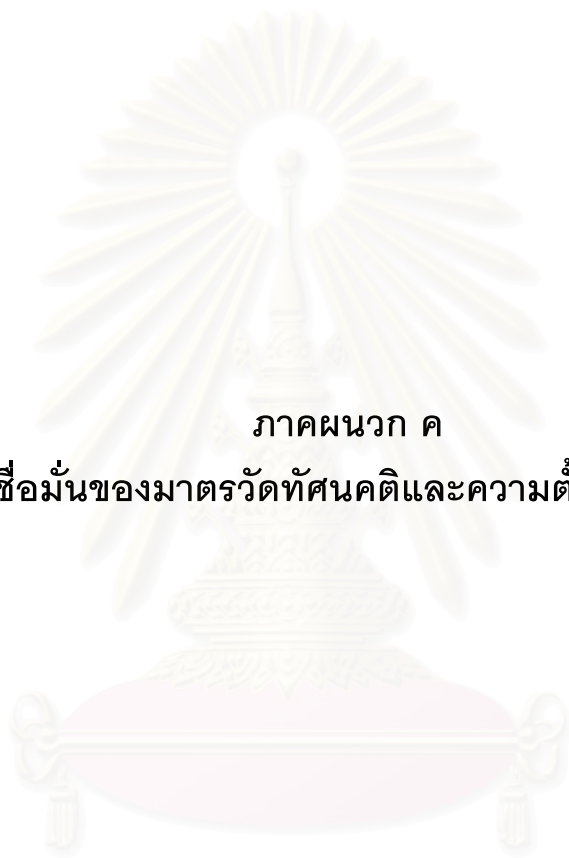 ภาคผนวก ค
ชื่อมั่นของมาตรวัดทัศนคติและความตั้